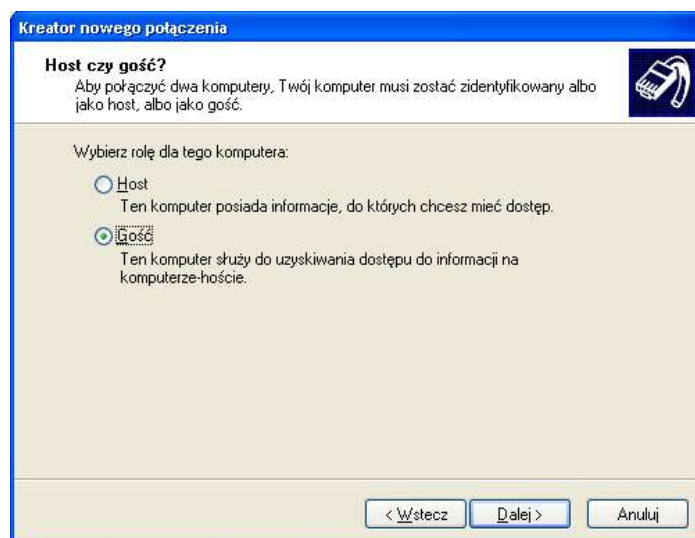 Kreator nowego połączenia
Host czy gość?
Aby połączyć dwa komputery, Twój komputer musi zostać zidentyfikowany albo
jako host, albo jako gość.
Wybierz rolę dla tego komputera:
Host
Ten komputer posiada informacje, do których chcesz mieć dostęp.
Gość
Ten komputer służy do uzyskiwania dostępu do informacji na
komputerze-hoście.
< Wstecz
Dalej >
Anuluj